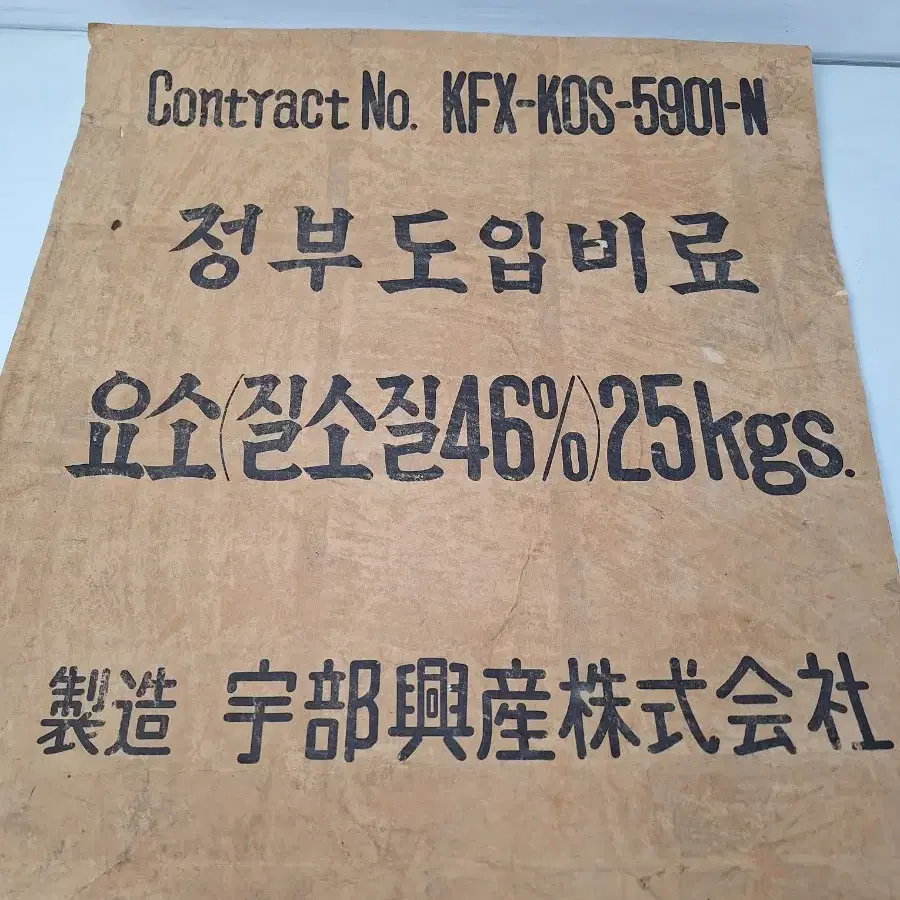 Contract No. KFX-KOS-5901-N
정부도입비료
요소(질소질46%)25kgs.
製造 宇部興産株式会社